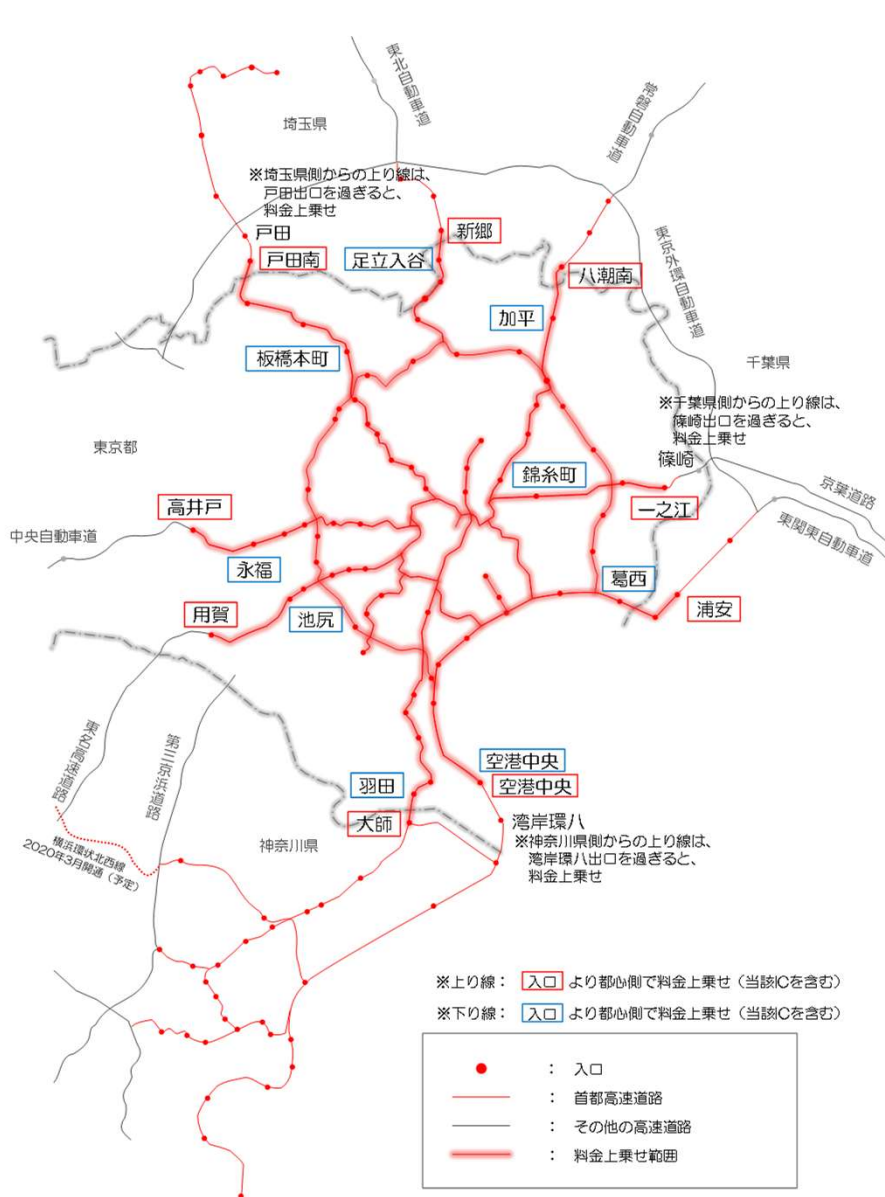 東北自動車道
常磐自動車道
埼玉県
※埼玉県側からの上り線は、
戸田出口を過ぎると、
料金上乗せ
戸田
新郷
戸田南
足立入谷
八潮南
東京外環自動車道
加平
板橋本町
千葉県
※千葉県側からの上り線は、
篠崎出口を過ぎると、
料金上乗せ
東京都
篠崎
錦糸町
京葉道路
高井戸
一之江
東関東自動車道
中央自動車道
永福
葛西
用賀
池尻
浦安
東名高速道路
第三京浜道路
空港中央
羽田
空港中央
大師
湾岸環八
※神奈川県側からの上り線は、
湾岸環八出口を過ぎると、
料金上乗せ
神奈川県
横浜環状北西線
2020年3月開通(予定)
※上り線: 入口 より都心側で料金上乗せ(当該ICを含む)
※下り線: 入口 より都心側で料金上乗せ(当該ICを含む)
: 入口
: 首都高速道路
: その他の高速道路
: 料金上乗せ範囲